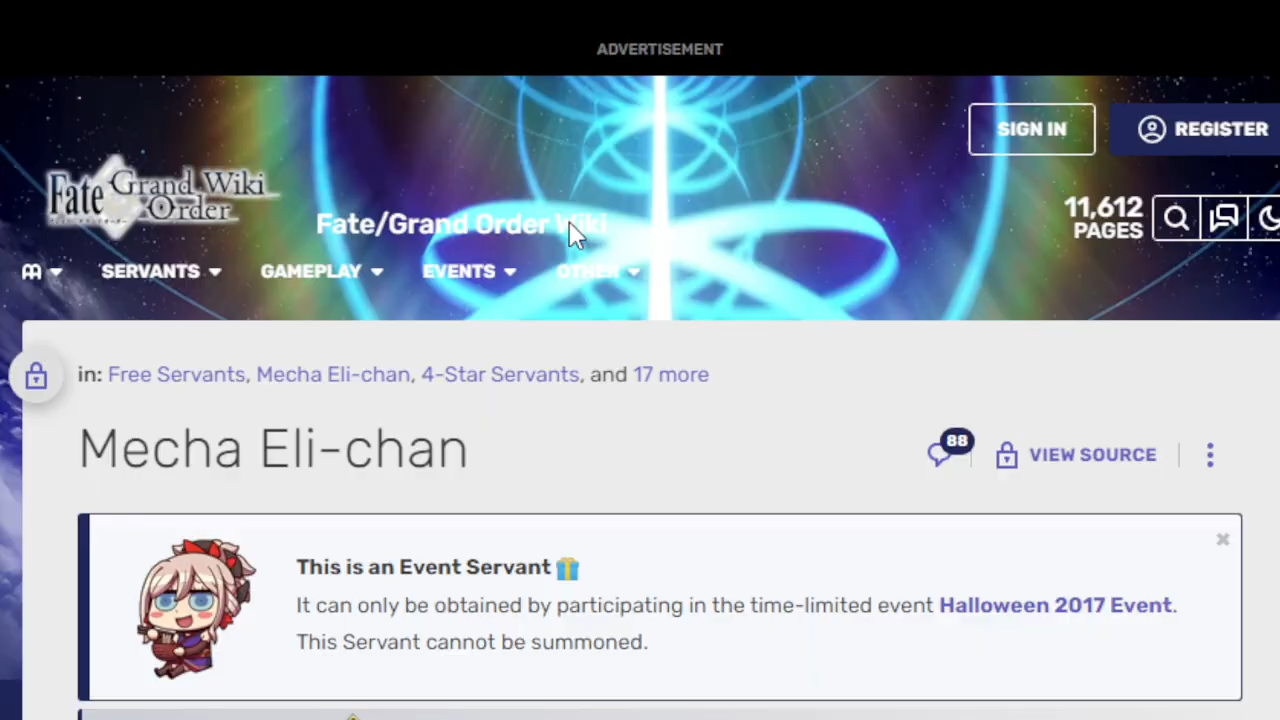 ADVERTISEMENT
SIGN IN
REGISTER
Fate Grand Wiki
Order
Fate/Grand Order Wiki
11,612
PAGES
SERVANTS
GAMEPLAY
EVENTS
OTHER
in: Free Servants, Mecha Eli-chan, 4-Star Servants, and 17 more
Mecha Eli-chan
88
VIEW SOURCE
This is an Event Servant
It can only be obtained by participating in the time-limited event Halloween 2017 Event.
This Servant cannot be summoned.